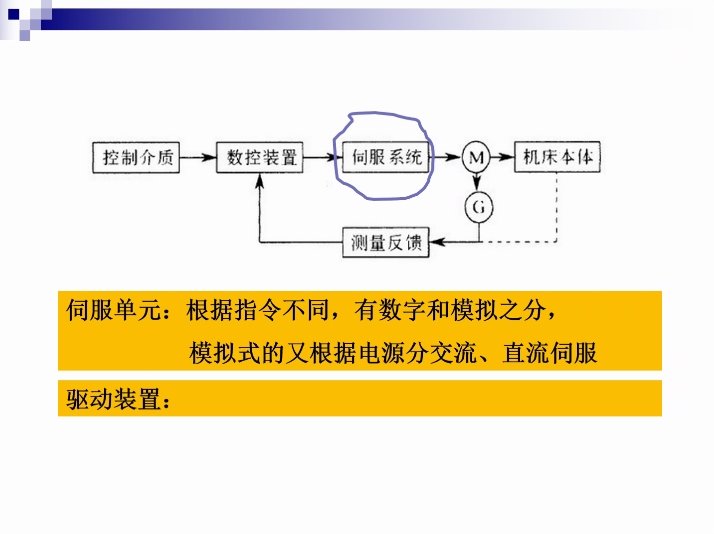 控制介质
数控装置
伺服系统
M
机床本体
G
测量反馈
伺服单元：根据指令不同，有数字和模拟之分，
模拟式的又根据电源分交流、直流伺服
驱动装置：